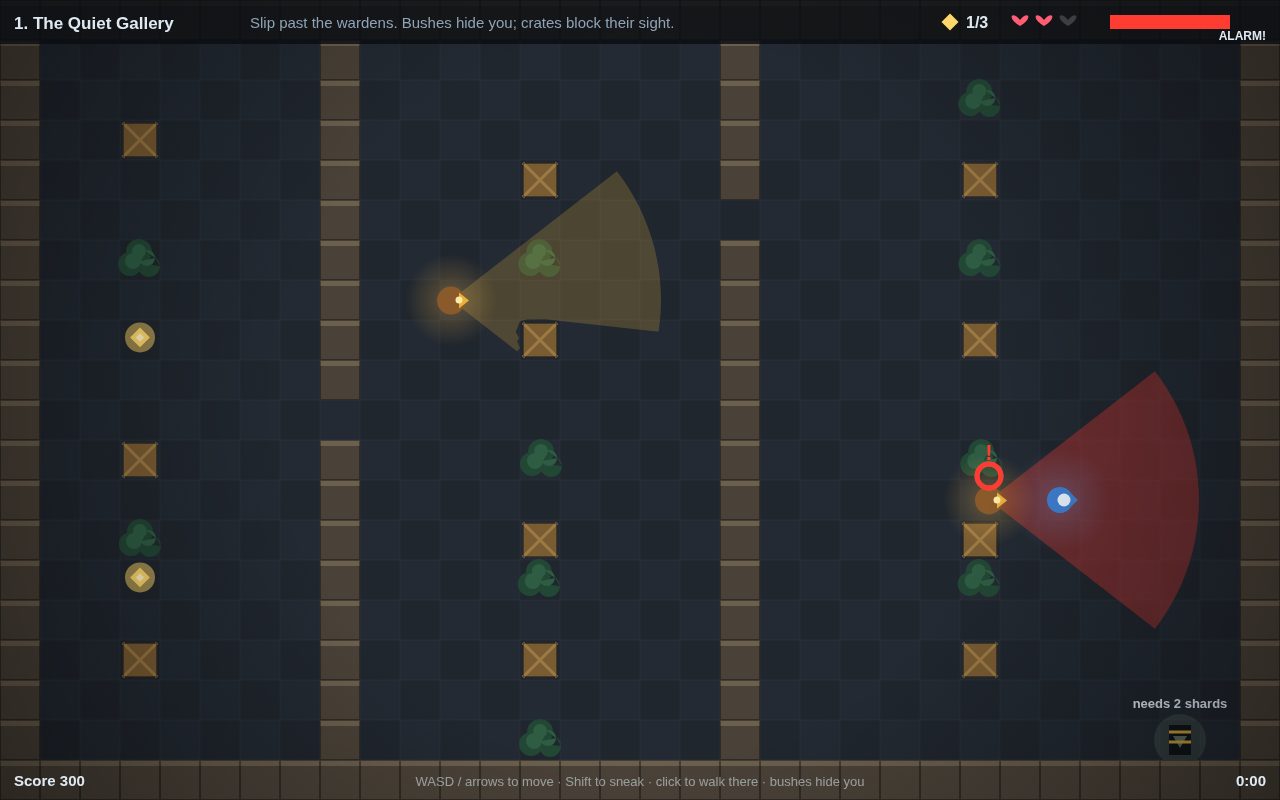 1. The Quiet Gallery
Slip past the wardens. Bushes hide you; crates block their sight.
1/3
ALARM!
!
needs 2 shards
Score 300
WASD / arrows to move · Shift to sneak · click to walk there · bushes hide you
0:00